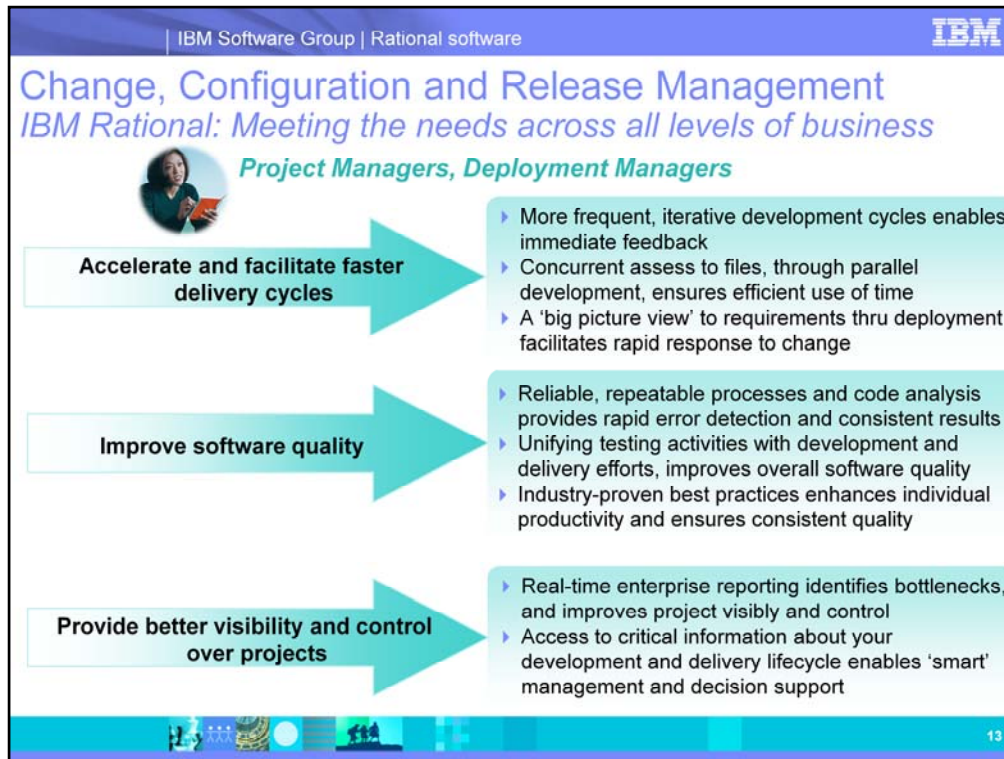 IBM Software Group | Rational software
IBM
Change, Configuration and Release Management
IBM Rational: Meeting the needs across all levels of business
Project Managers, Deployment Managers
Accelerate and facilitate faster
delivery cycles
More frequent, iterative development cycles enables
immediate feedback
Concurrent assess to files, through parallel
development, ensures efficient use of time
A ‘big picture view’ to requirements thru deployment
facilitates rapid response to change
Improve software quality
Reliable, repeatable processes and code analysis
provides rapid error detection and consistent results
Unifying testing activities with development and
delivery efforts, improves overall software quality
Industry-proven best practices enhances individual
productivity and ensures consistent quality
Provide better visibility and control
over projects
Real-time enterprise reporting identifies bottlenecks,
and improves project visibly and control
Access to critical information about your
development and delivery lifecycle enables ‘smart’
management and decision support
13